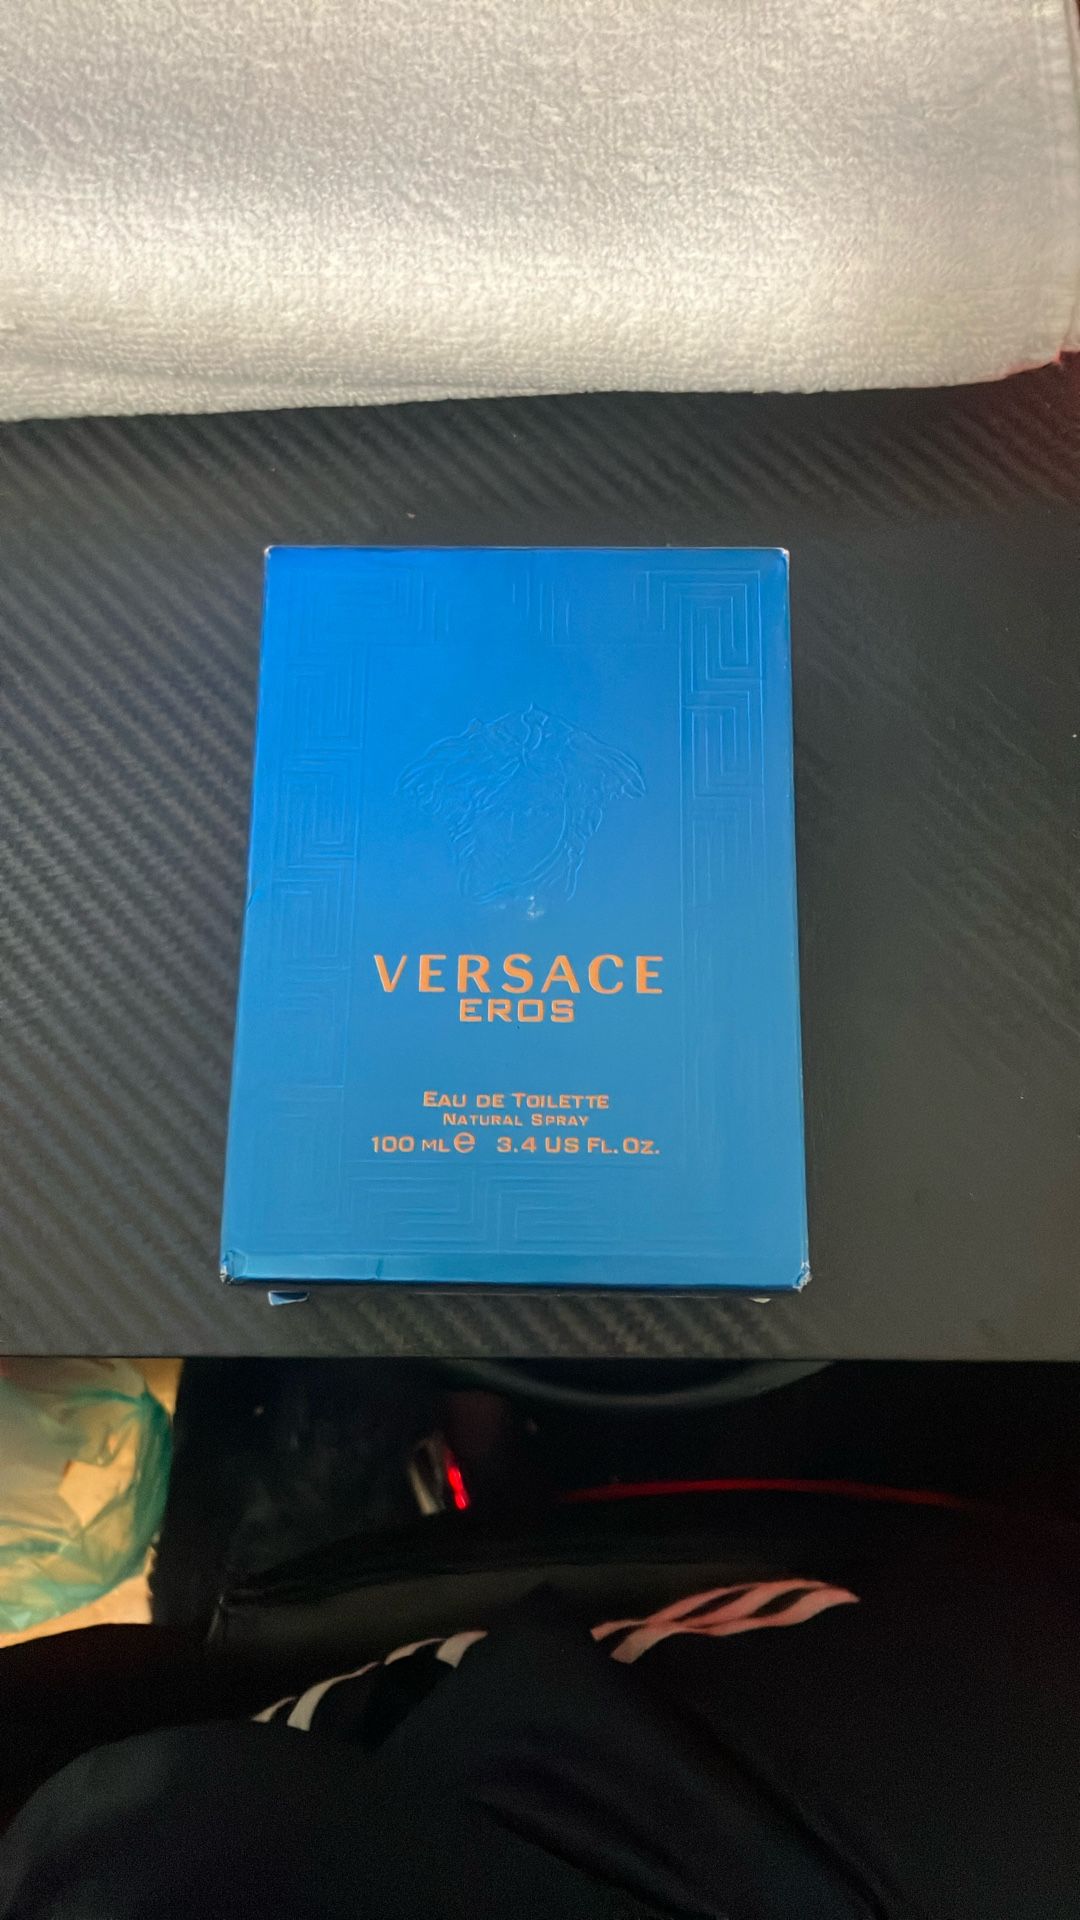 VERSACE
EROS
EAU DE TOILETTE
NATURAL SPRAY
100 ML ℮ 3.4 US FL. OZ.